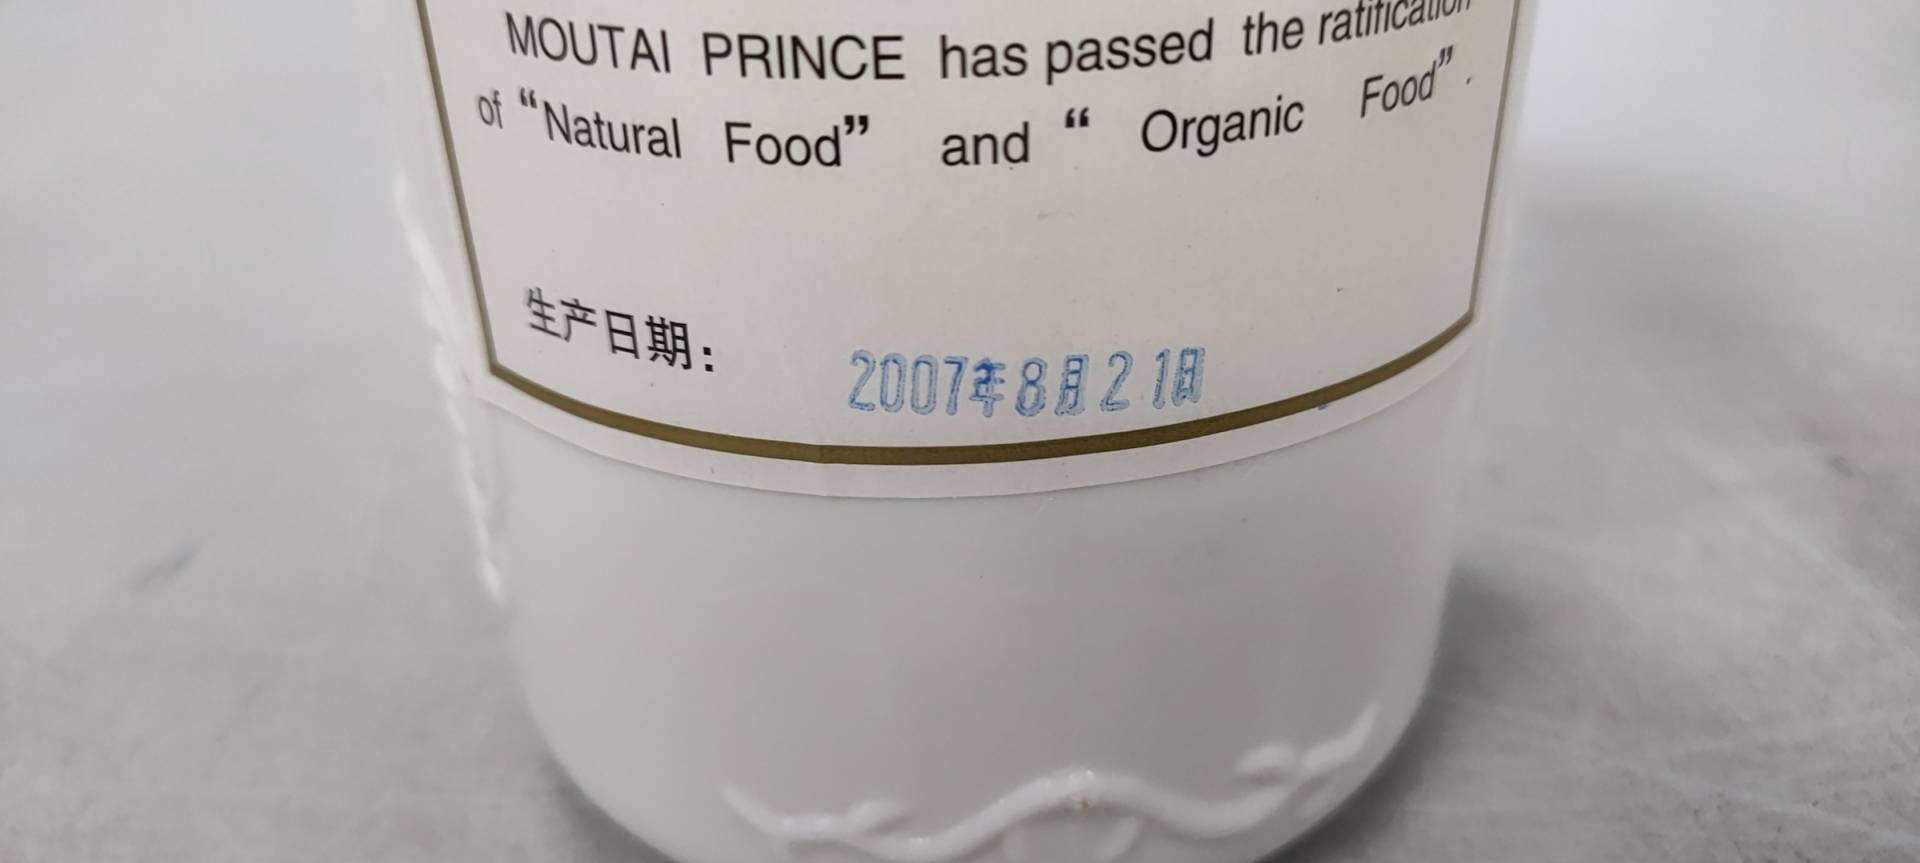 MOUTAI PRINCE has passed the ratification
of “Natural Food” and “ Organic Food”.
生产日期： 2007年8月21日